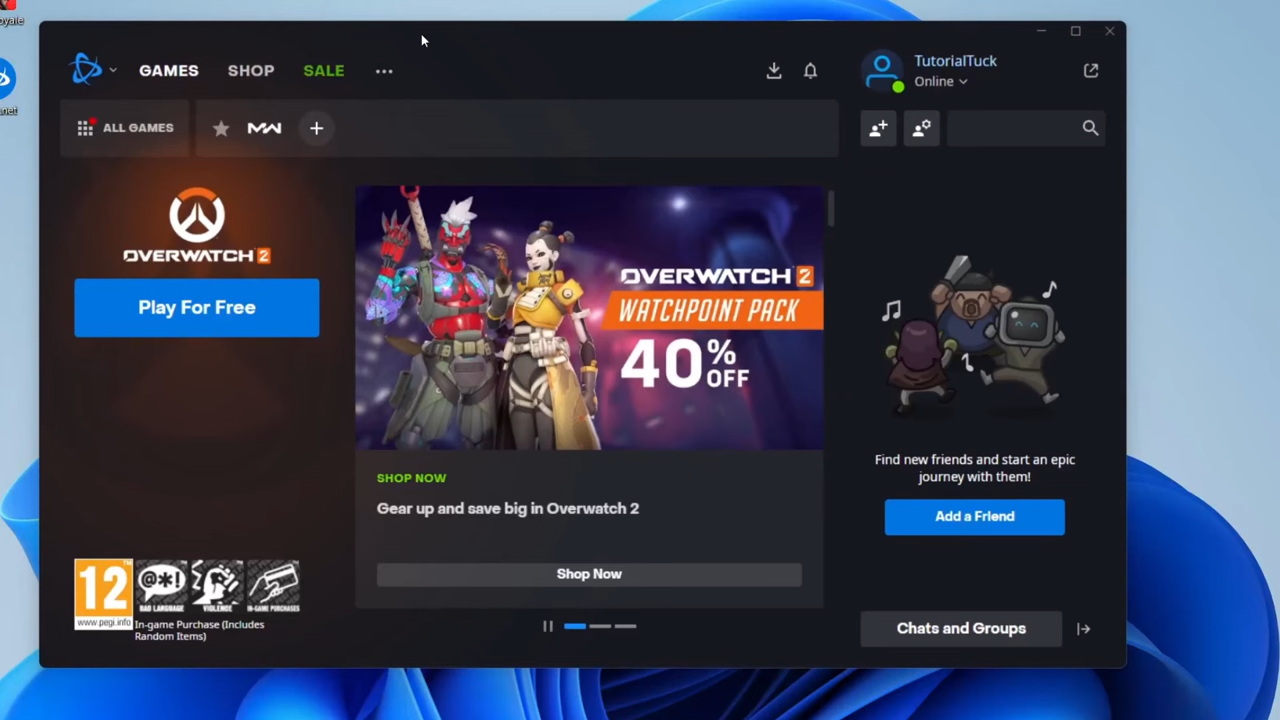 oyale
GAMES
SHOP
SALE
TutorialTuck
Online
.net
ALL GAMES
OVERWATCH 2
Play For Free
OVERWATCH 2
WATCHPOINT PACK
40% OFF
SHOP NOW
Gear up and save big in Overwatch 2
Shop Now
Find new friends and start an epic
journey with them!
Add a Friend
12
www.pegi.info
BAD LANGUAGE
VIOLENCE
IN-GAME PURCHASES
In-game Purchase (Includes
Random Items)
Chats and Groups